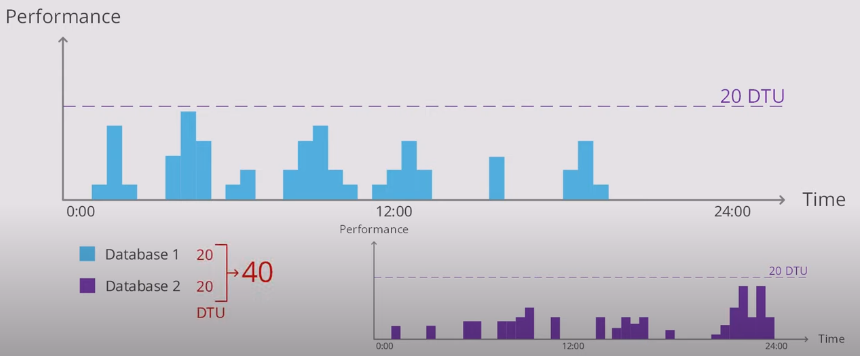 Performance
20 DTU
Time
0:00 12:00 24:00
Performance
Database 1 20
40
Database 2 20
DTU
20 DTU
Time
0:00 12:00 24:00